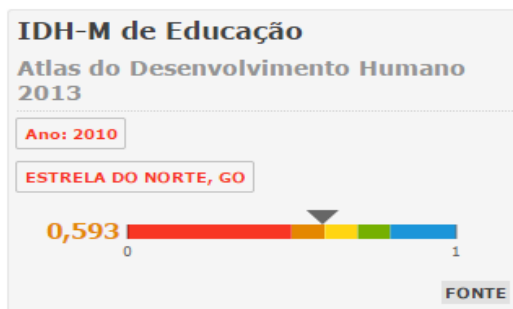 IDH-M de Educação
Atlas do Desenvolvimento Humano
2013
Ano: 2010
ESTRELA DO NORTE, GO
0,593
0 1
FONTE